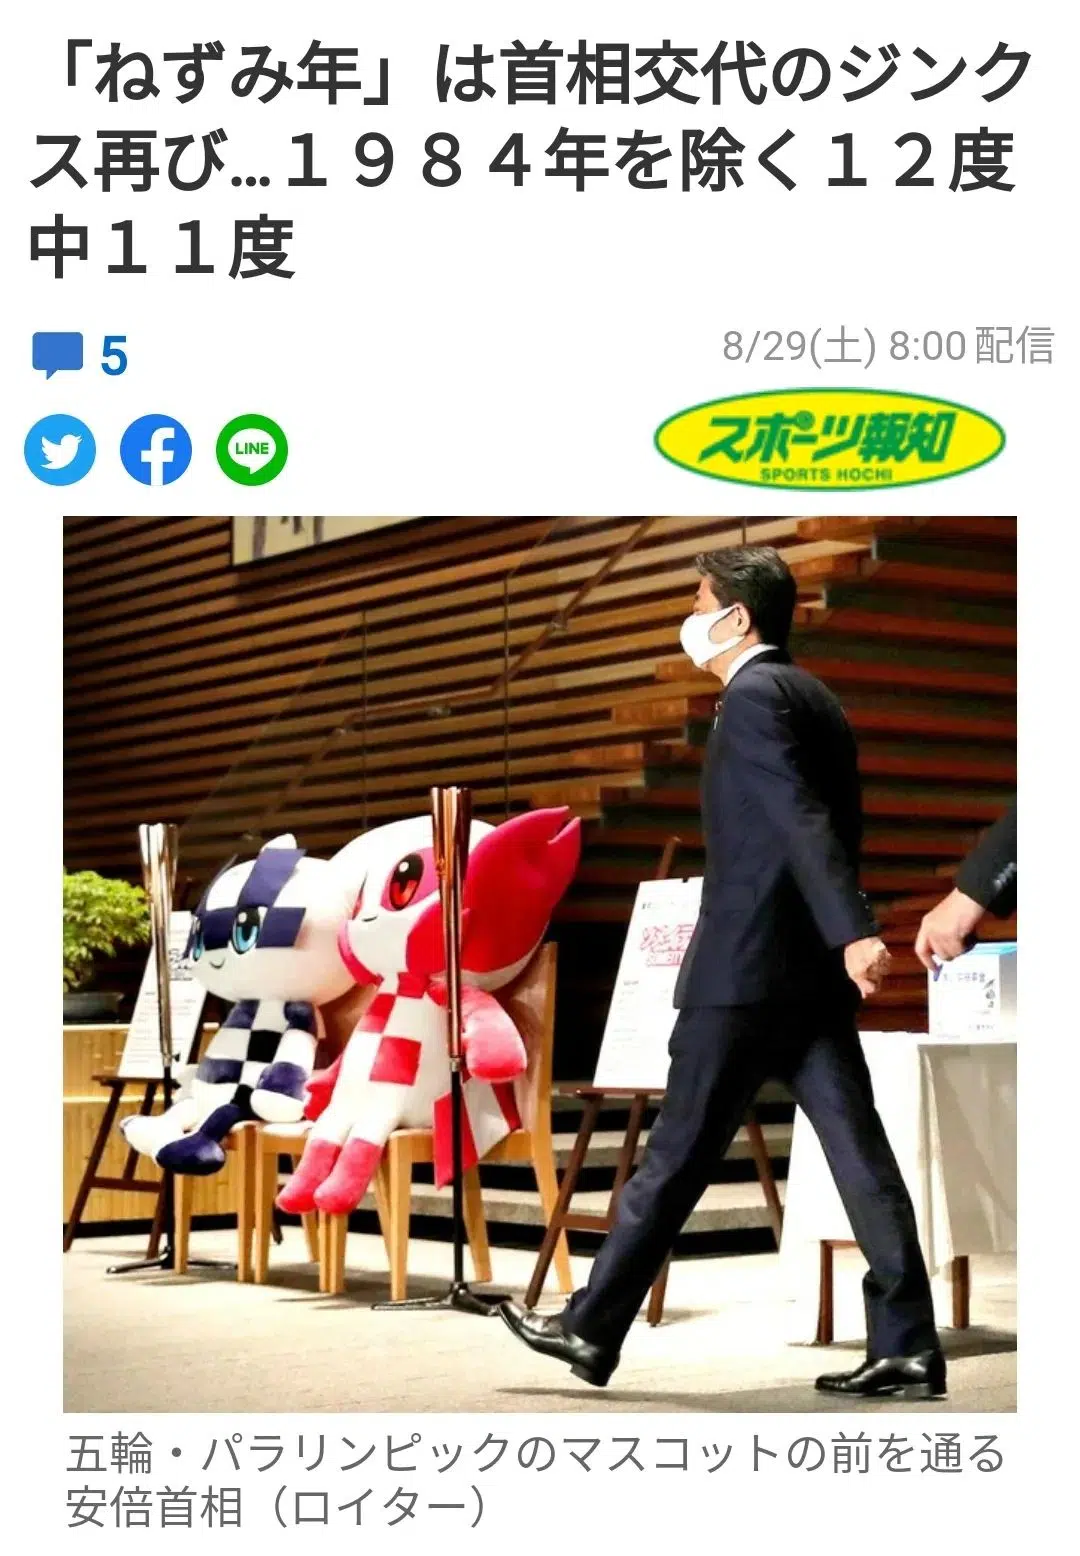 「ねずみ年」は首相交代のジンク
ス再び…１９８４年を除く１２度
中１１度
5
8/29(土) 8:00配信
LINE
スポーツ報知
SPORTS HOCHI
五輪・パラリンピックのマスコットの前を通る
安倍首相（ロイター）